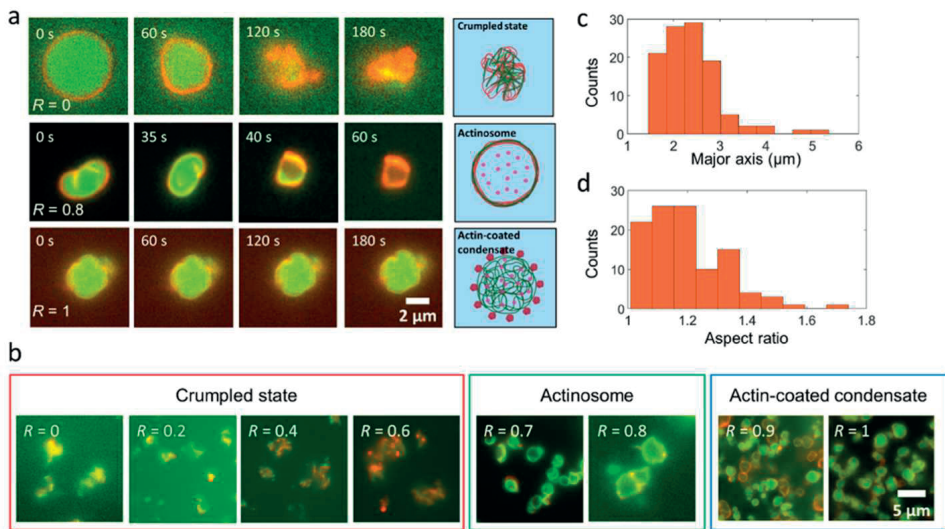 a
0 s
60 s
120 s
180 s
R = 0
Crumpled state
0 s
35 s
40 s
60 s
R = 0.8
Actinosome
0 s
60 s
120 s
180 s
R = 1
2 µm
Actin-coated
condensate
c
Counts
30
20
10
0
1 2 3 4 5 6
Major axis (µm)
d
Counts
30
20
10
0
1 1.2 1.4 1.6 1.8
Aspect ratio
b
Crumpled state
R = 0
R = 0.2
R = 0.4
R = 0.6
Actinosome
R = 0.7
R = 0.8
Actin-coated condensate
R = 0.9
R = 1
5 µm